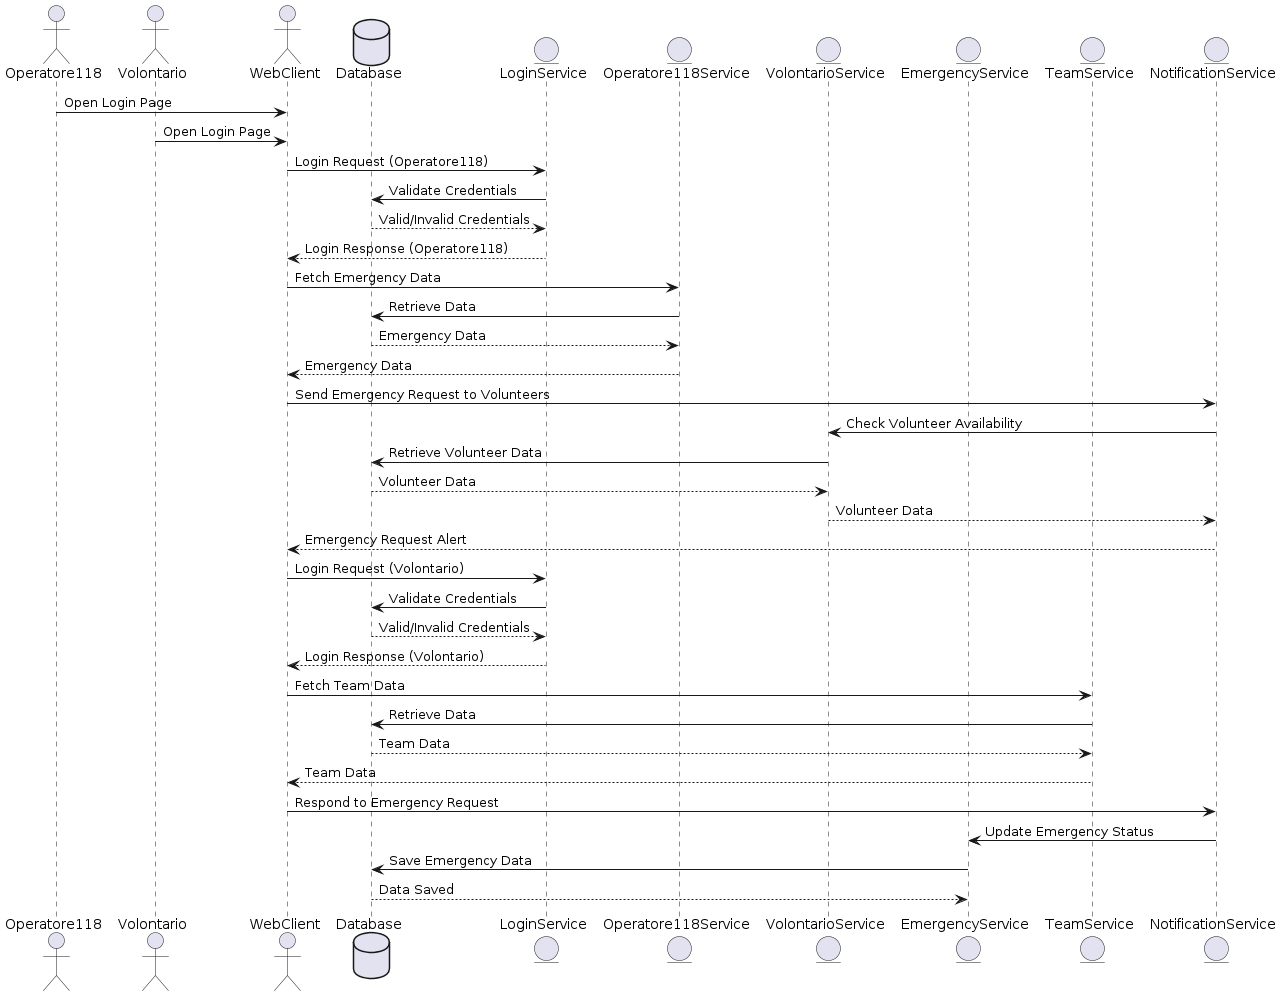 Operatore118 Volontario WebClient Database LoginService Operatore118Service VolontarioService EmergencyService TeamService NotificationService
Open Login Page
Open Login Page
Login Request (Operatore118)
Validate Credentials
Valid/Invalid Credentials
Login Response (Operatore118)
Fetch Emergency Data
Retrieve Data
Emergency Data
Emergency Data
Send Emergency Request to Volunteers
Check Volunteer Availability
Retrieve Volunteer Data
Volunteer Data
Volunteer Data
Emergency Request Alert
Login Request (Volontario)
Validate Credentials
Valid/Invalid Credentials
Login Response (Volontario)
Fetch Team Data
Retrieve Data
Team Data
Team Data
Respond to Emergency Request
Update Emergency Status
Save Emergency Data
Data Saved
Operatore118 Volontario WebClient Database LoginService Operatore118Service VolontarioService EmergencyService TeamService NotificationService